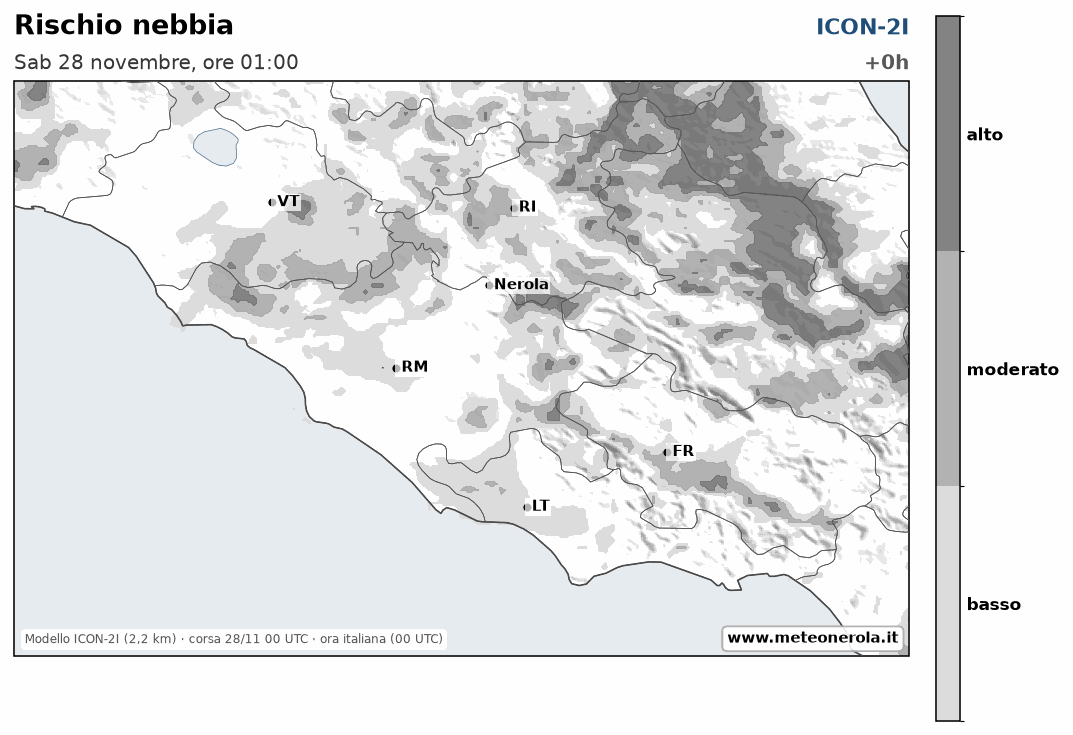 Rischio nebbia
ICON-2I
Sab 28 novembre, ore 01:00
+0h
alto
VT
RI
Nerola
RM
moderato
FR
LT
basso
Modello ICON-2I (2,2 km) · corsa 28/11 00 UTC · ora italiana (00 UTC)
www.meteonerola.it